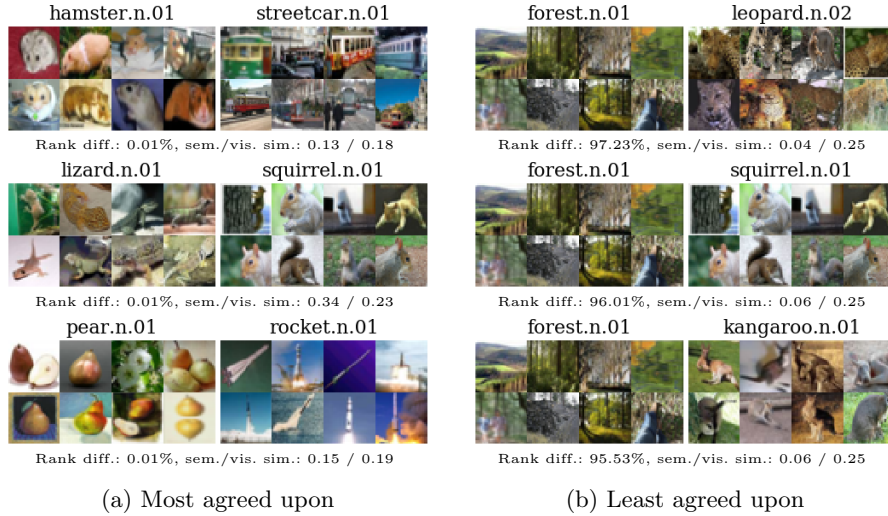 hamster.n.01 streetcar.n.01
Rank diff.: 0.01%, sem./vis. sim.: 0.13 / 0.18
lizard.n.01 squirrel.n.01
Rank diff.: 0.01%, sem./vis. sim.: 0.34 / 0.23
pear.n.01 rocket.n.01
Rank diff.: 0.01%, sem./vis. sim.: 0.15 / 0.19
(a) Most agreed upon
forest.n.01 leopard.n.02
Rank diff.: 97.23%, sem./vis. sim.: 0.04 / 0.25
forest.n.01 squirrel.n.01
Rank diff.: 96.01%, sem./vis. sim.: 0.06 / 0.25
forest.n.01 kangaroo.n.01
Rank diff.: 95.53%, sem./vis. sim.: 0.06 / 0.25
(b) Least agreed upon